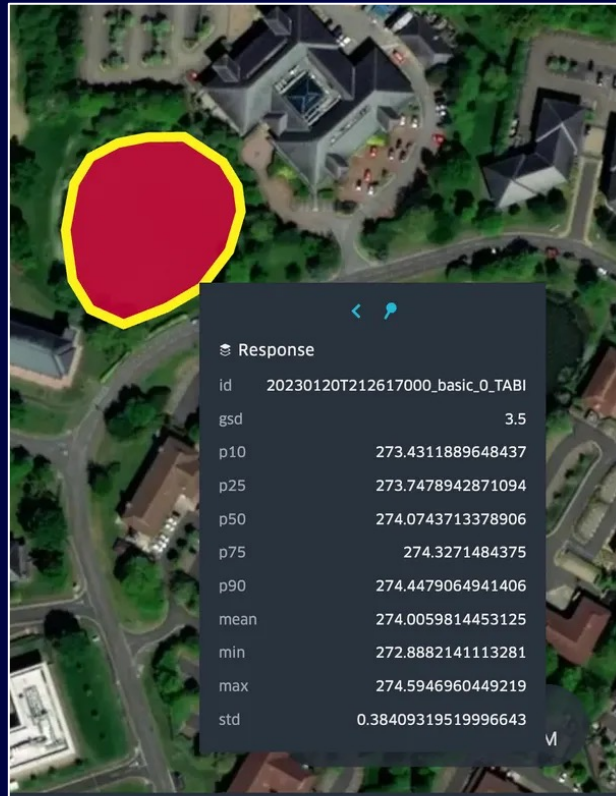 Response
id 20230120T212617000_basic_0_TABI
gsd 3.5
p10 273.4311889648437
p25 273.7478942871094
p50 274.0743713378906
p75 274.3271484375
p90 274.4479064941406
mean 274.0059814453125
min 272.8882141113281
max 274.5946960449219
std 0.38409319519996643
M